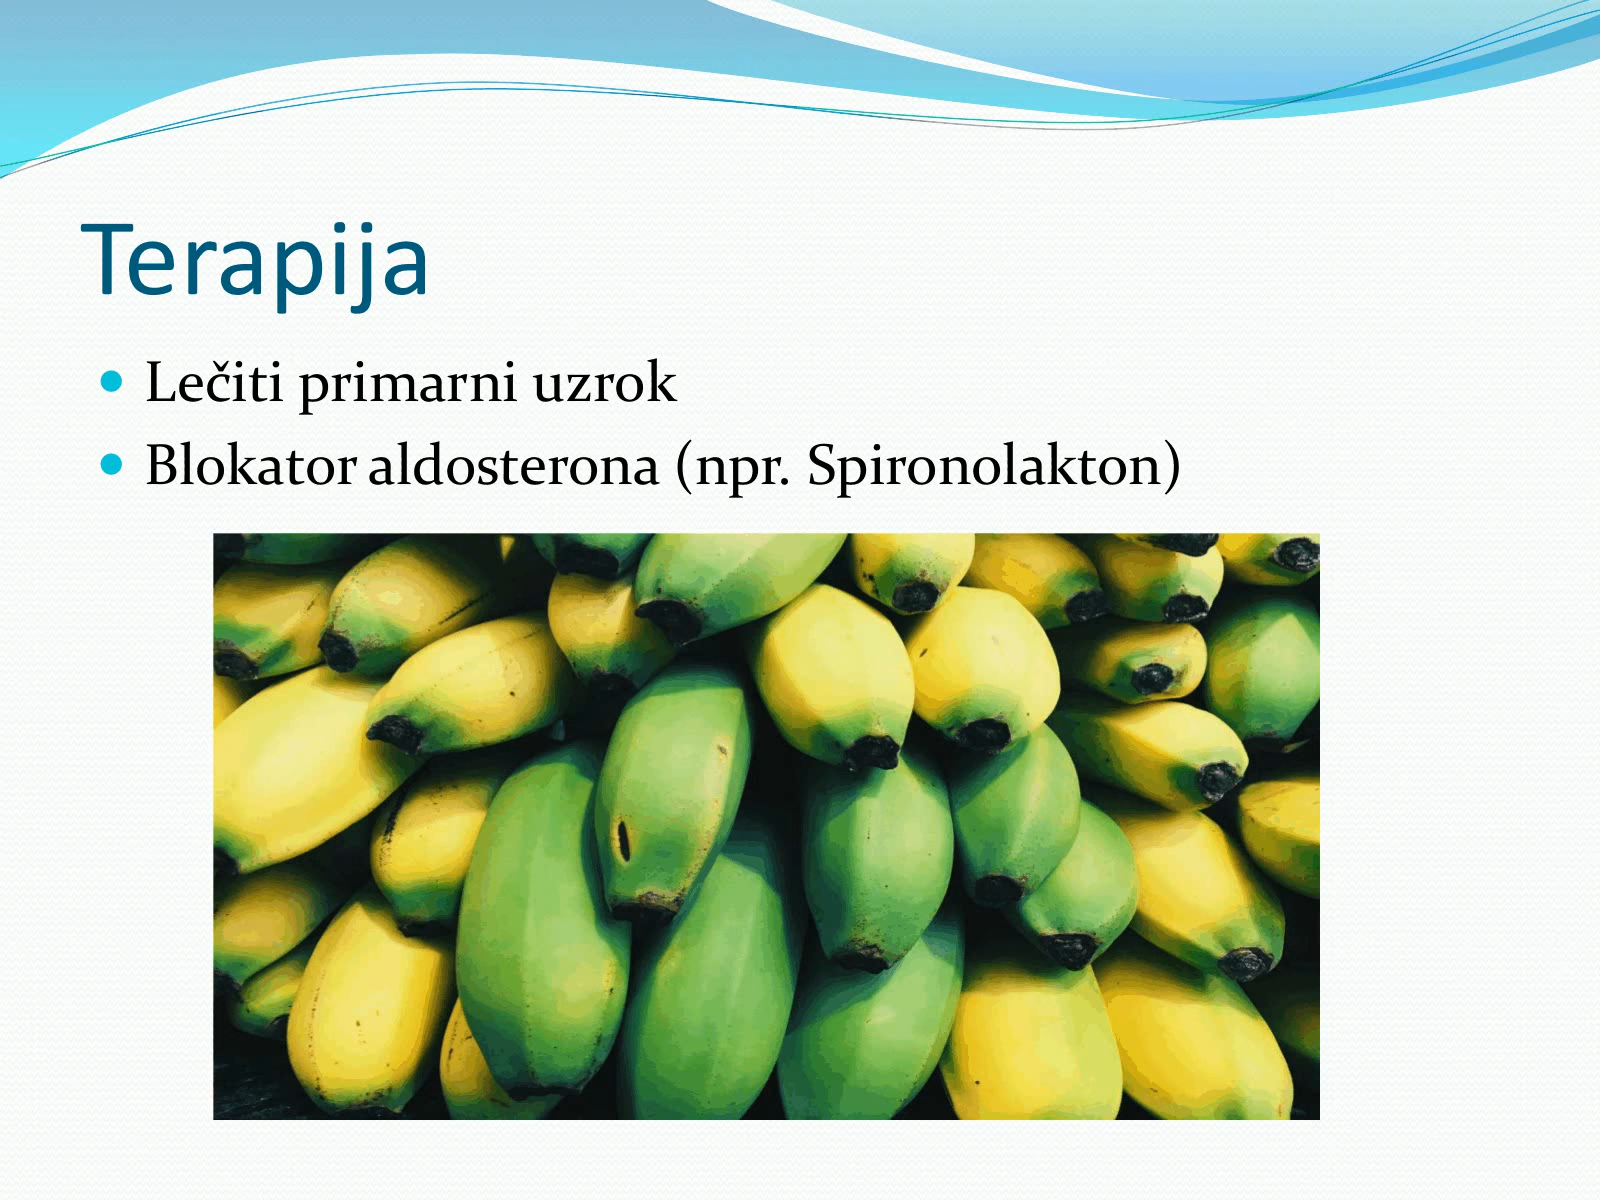 Terapija
Lečiti primarni uzrok
Blokator aldosterona (npr. Spironolakton)